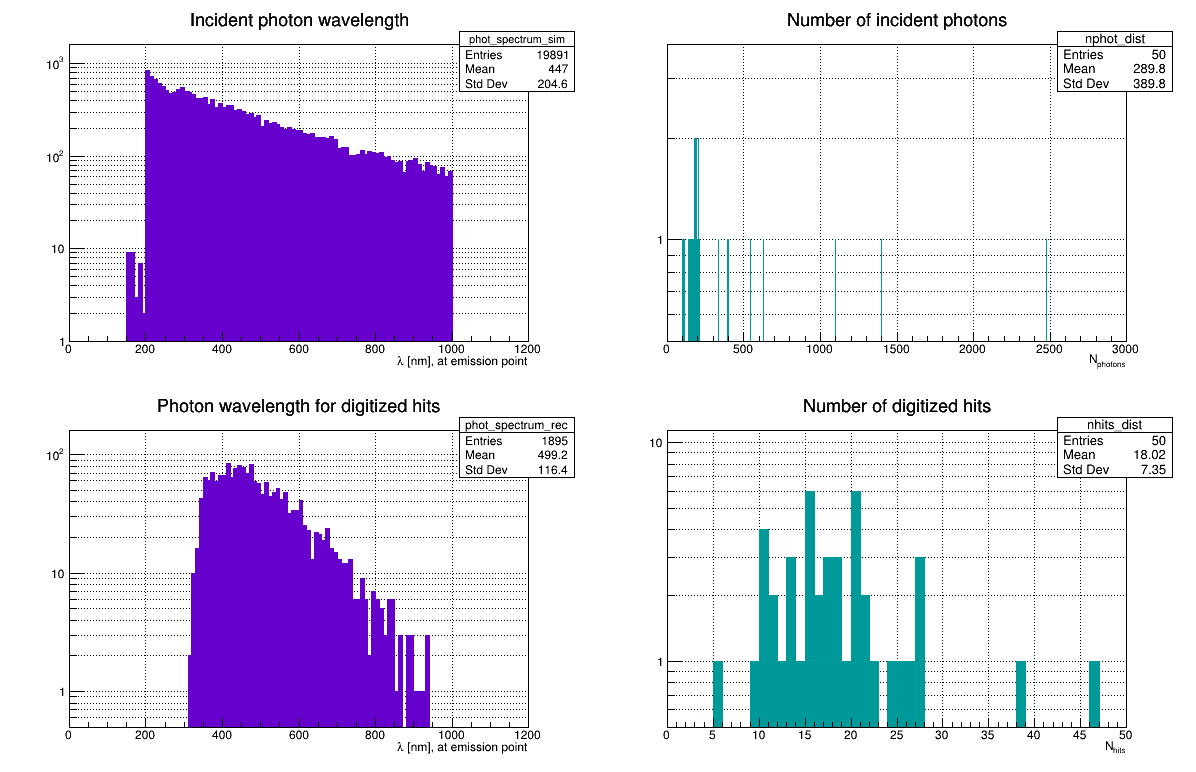 Incident photon wavelength
phot_spectrum_sim
Entries 19891
Mean 447
Std Dev 204.6
10³
10²
10
1
0 200 400 600 800 1000 1200
λ [nm], at emission point
Number of incident photons
nphot_dist
Entries 50
Mean 289.8
Std Dev 389.8
1
0 500 1000 1500 2000 2500 3000
Nphotons
Photon wavelength for digitized hits
phot_spectrum_rec
Entries 1895
Mean 499.2
Std Dev 116.4
10²
10
1
0 200 400 600 800 1000 1200
λ [nm], at emission point
Number of digitized hits
nhits_dist
Entries 50
Mean 18.02
Std Dev 7.35
10
1
0 5 10 15 20 25 30 35 40 45 50
Nhits